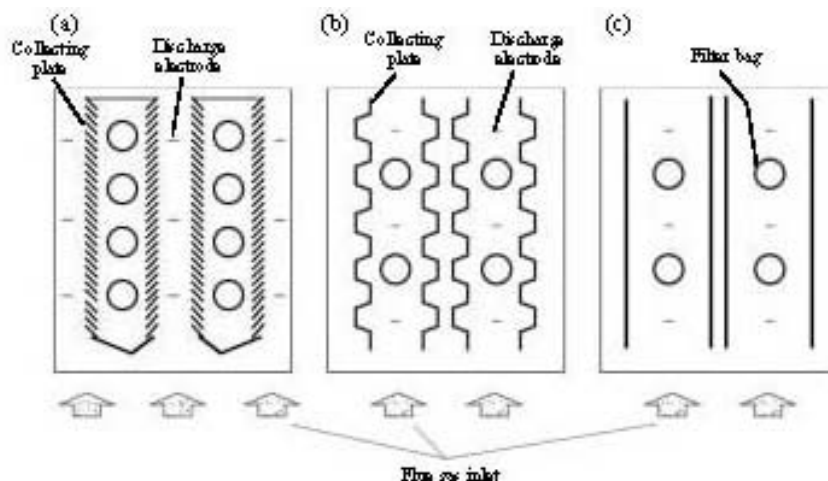 (a)
Collecting
plate
Discharge
electrode
(b)
Collecting
plate
Discharge
electrode
(c)
Filter bag
Flue gas inlet